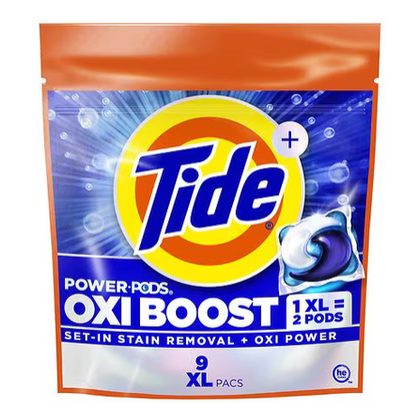 +
Tide
POWER PODS®
OXI BOOST
1 XL =
2 PODS
SET-IN STAIN REMOVAL + OXI POWER
9
XL PACS
he